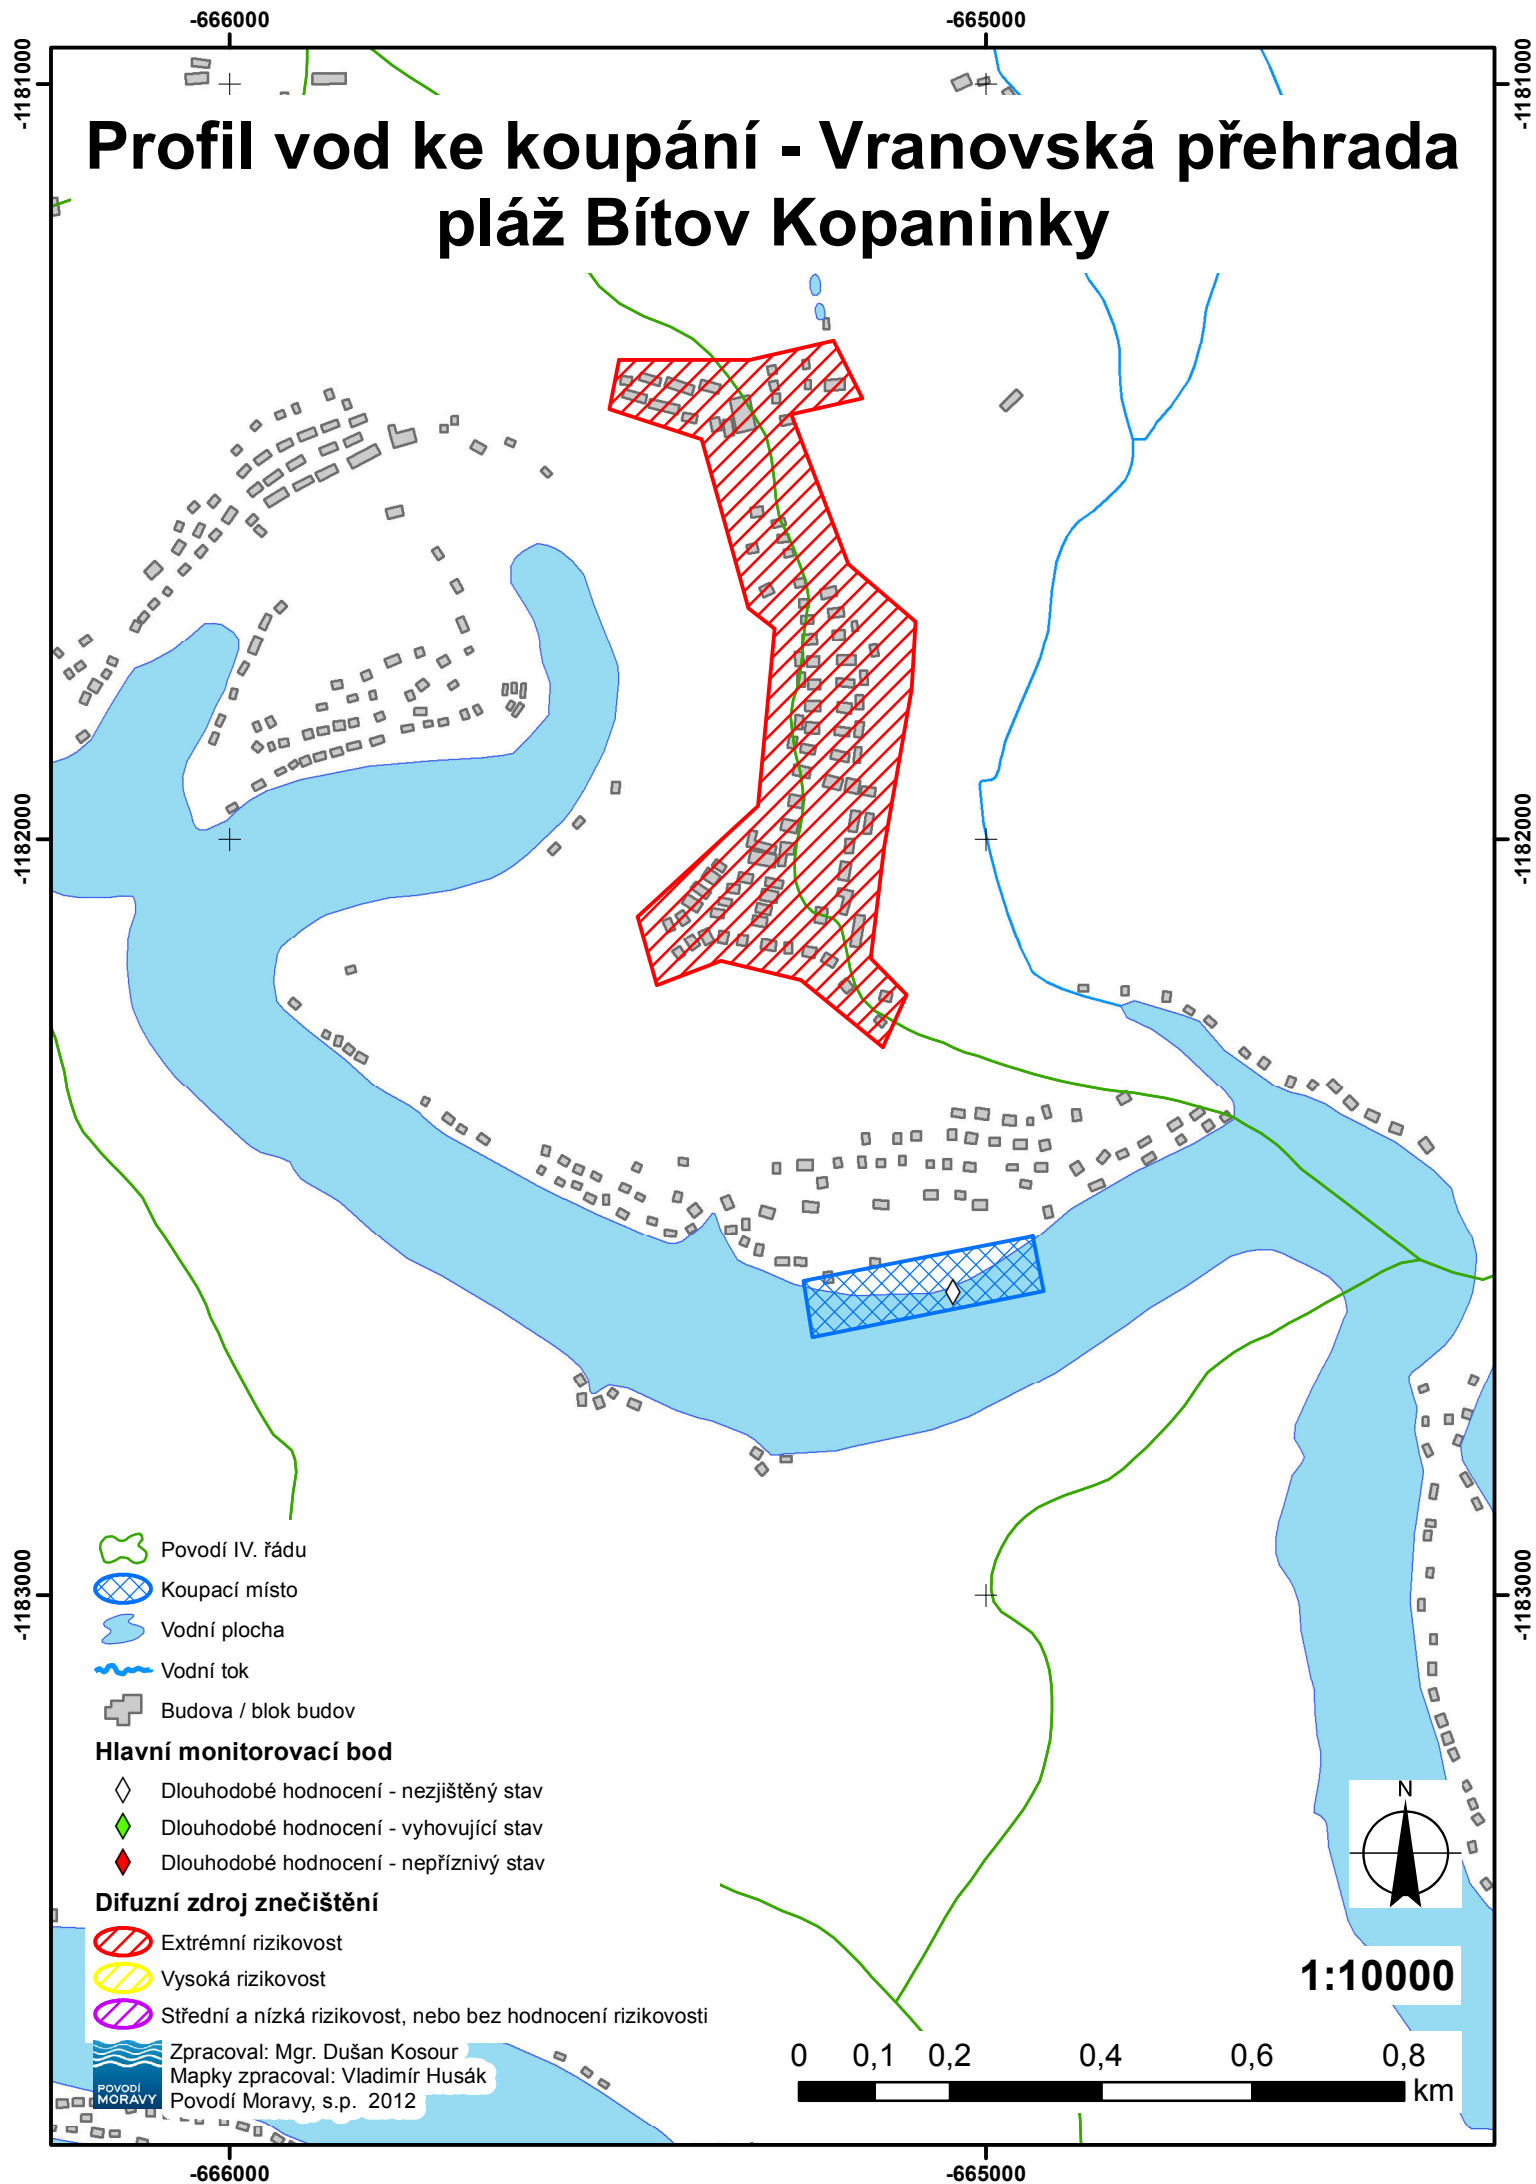 -666000 -665000
-1181000 -1181000
Profil vod ke koupání - Vranovská přehrada
pláž Bítov Kopaninky
-1182000 -1182000
-1183000 -1183000
Povodí IV. řádu
Koupací místo
Vodní plocha
Vodní tok
Budova / blok budov
Hlavní monitorovací bod
Dlouhodobé hodnocení - nezjištěný stav
Dlouhodobé hodnocení - vyhovující stav
Dlouhodobé hodnocení - nepříznivý stav
Difuzní zdroj znečištění
Extrémní rizikovost
Vysoká rizikovost
Střední a nízká rizikovost, nebo bez hodnocení rizikovosti
POVODÍ
MORAVY
Zpracoval: Mgr. Dušan Kosour
Mapky zpracoval: Vladimír Husák
Povodí Moravy, s.p. 2012
N
1:10000
0 0,1 0,2 0,4 0,6 0,8
km
-666000 -665000